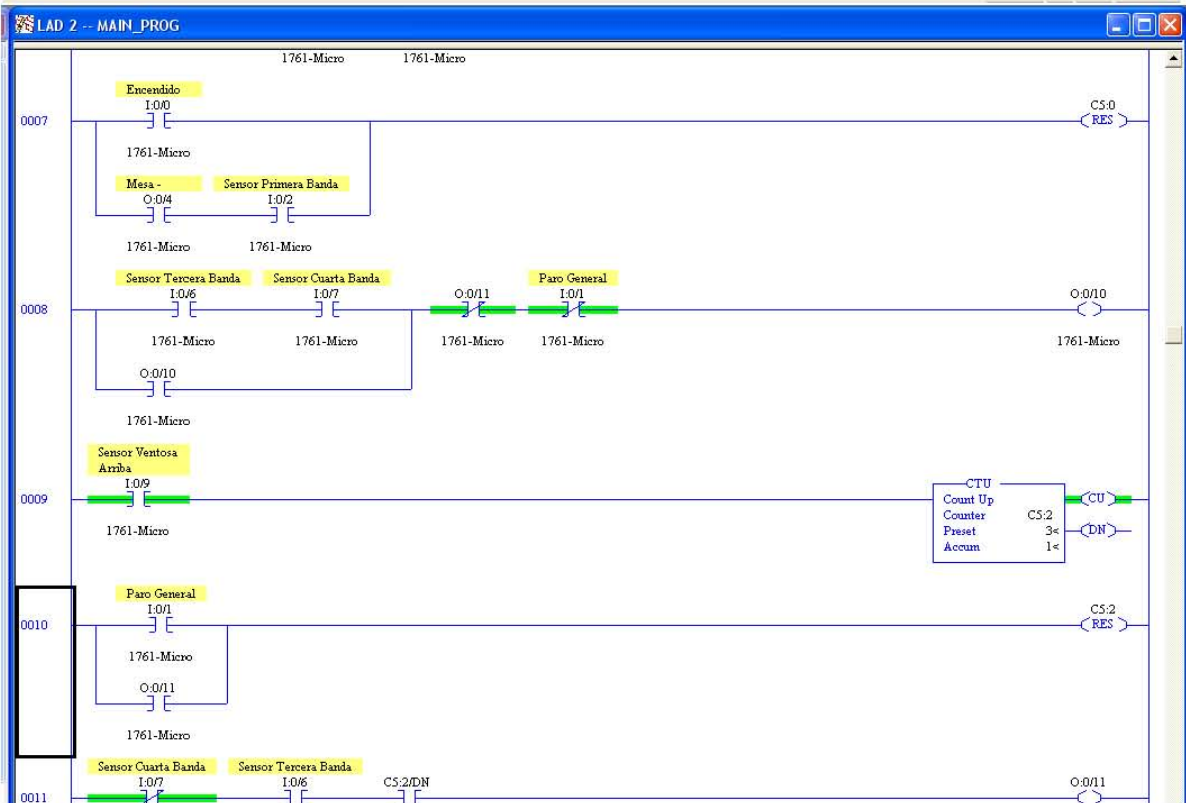 LAD 2 -- MAIN_PROG
1761-Micro 1761-Micro
Encendido
I:0/0 C5:0
0007 RES
1761-Micro
Mesa - Sensor Primera Banda
O:0/4 I:0/2
1761-Micro 1761-Micro
Sensor Tercera Banda Sensor Cuarta Banda Paro General
I:0/6 I:0/7 O:0/11 I:0/1 O:0/10
0008
1761-Micro 1761-Micro 1761-Micro 1761-Micro 1761-Micro
O:0/10
1761-Micro
Sensor Ventosa
Arriba
I:0/9 CTU
0009 Count Up CU
Counter C5:2
1761-Micro Preset 3< DN
Accum 1<
Paro General
I:0/1 C5:2
0010 RES
1761-Micro
O:0/11
1761-Micro
Sensor Cuarta Banda Sensor Tercera Banda
I:0/7 I:0/6 C5:2/DN O:0/11
0011